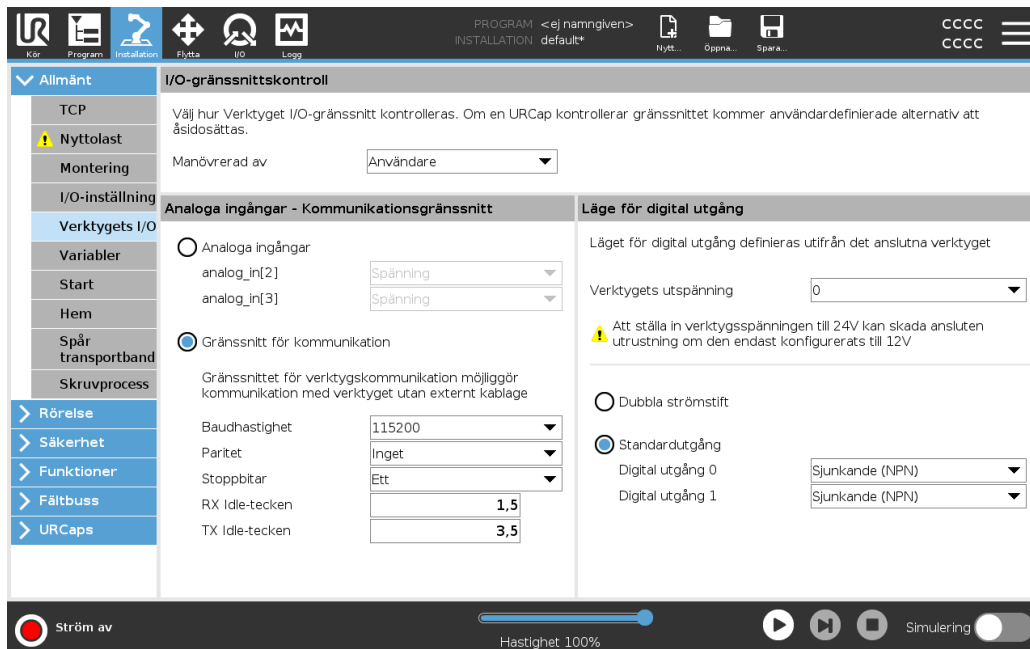 UR
PROGRAM <ej namngiven>
INSTALLATION default*
Kör
Program
Installation
Flytta
I/O
Logg
Nytt...
Öppna...
Spara...
cccc
cccc
Allmänt
TCP
Nyttolast
Montering
I/O-inställning
Verktygets I/O
Variabler
Start
Hem
Spår
transportband
Skruvprocess
Rörelse
Säkerhet
Funktioner
Fältbuss
URCaps
I/O-gränssnittskontroll
Välj hur Verktyget I/O-gränssnitt kontrolleras. Om en URCap kontrollerar gränssnittet kommer användardefinierade alternativ att
åsidosättas.
Manövrerad av
Användare
Analoga ingångar - Kommunikationsgränssnitt
Analoga ingångar
analog_in[2]
Spänning
analog_in[3]
Spänning
Gränssnitt för kommunikation
Gränssnittet för verktygskommunikation möjliggör
kommunikation med verktyget utan externt kablage
Baudhastighet
115200
Paritet
Inget
Stoppbitar
Ett
RX Idle-tecken
1,5
TX Idle-tecken
3,5
Läge för digital utgång
Läget för digital utgång definieras utifrån det anslutna verktyget
Verktygets utspänning
0
Att ställa in verktygsspänningen till 24V kan skada ansluten
utrustning om den endast konfigurerats till 12V
Dubbla strömstift
Standardutgång
Digital utgång 0
Sjunkande (NPN)
Digital utgång 1
Sjunkande (NPN)
Ström av
Hastighet 100%
Simulering